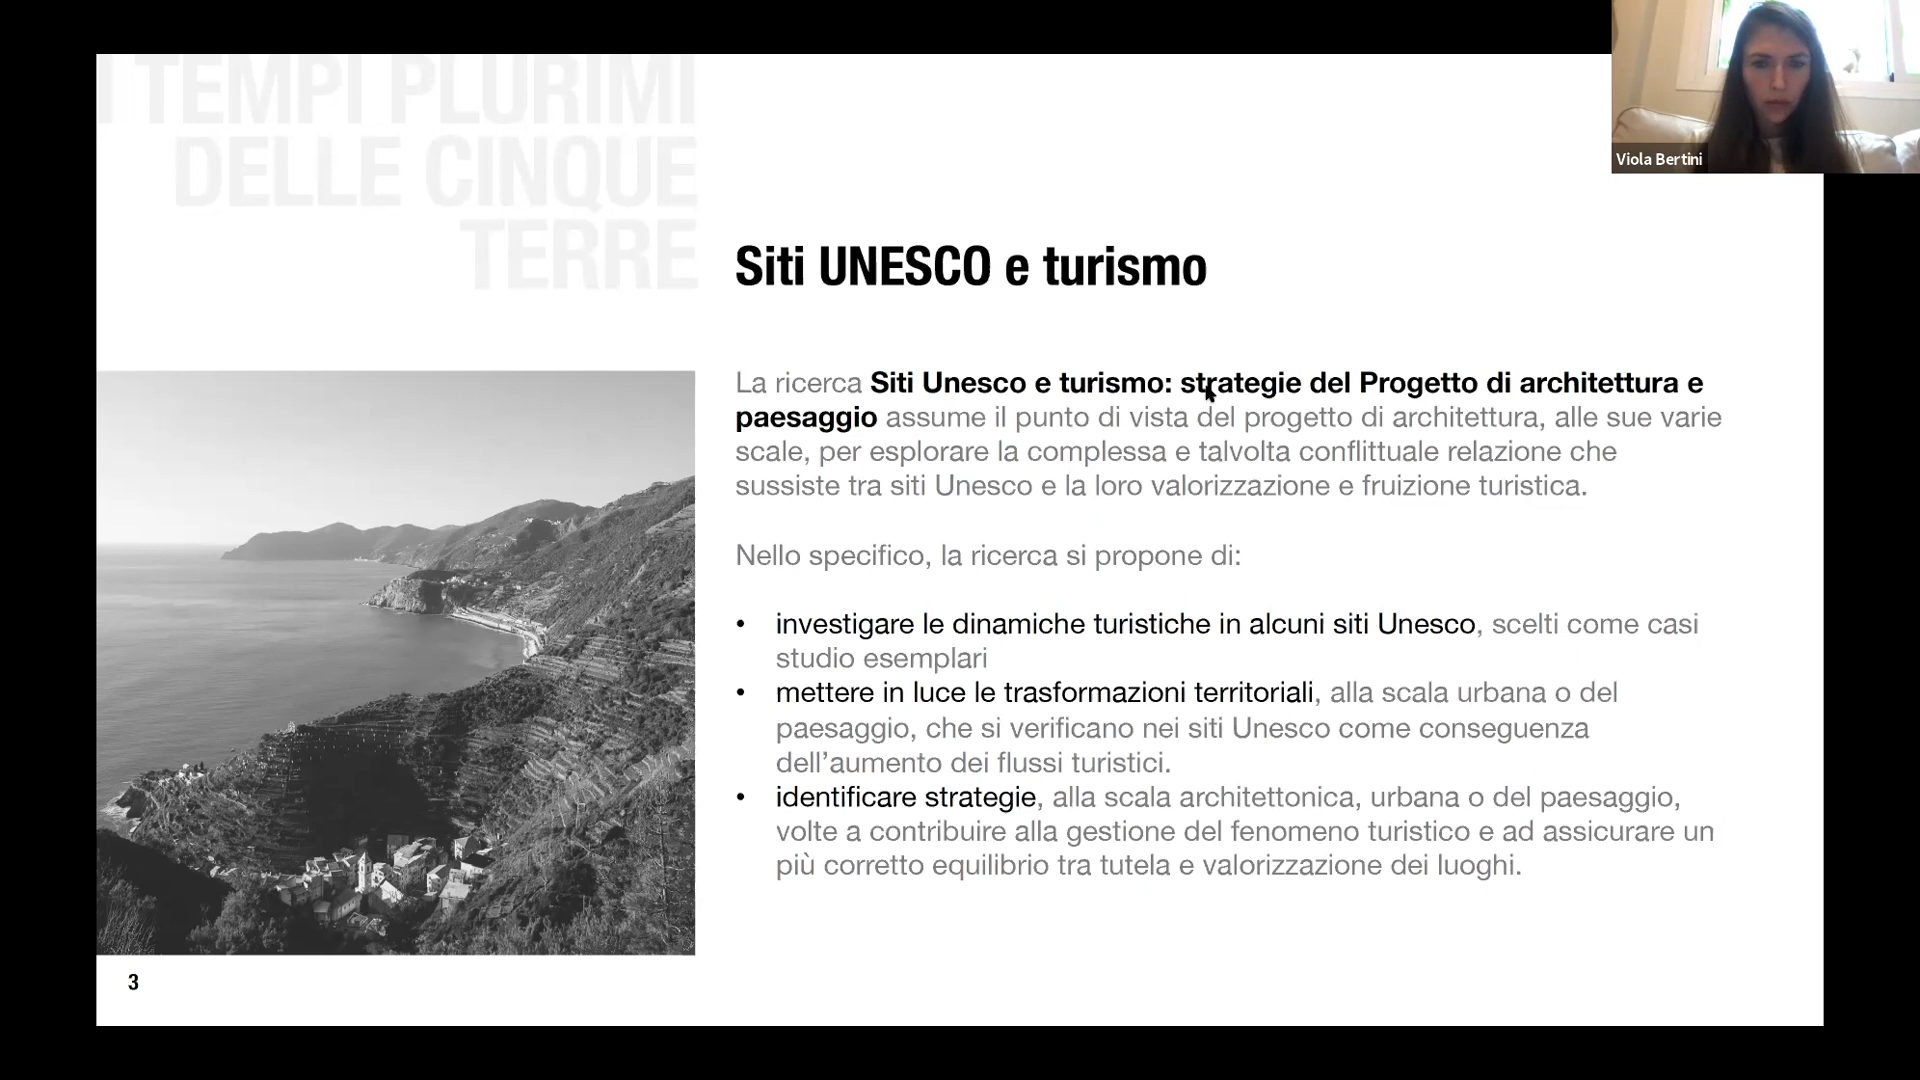 I TEMPI PLURIMI
DELLE CINQUE
TERRE
Viola Bertini
Siti UNESCO e turismo
La ricerca Siti Unesco e turismo: strategie del Progetto di architettura e
paesaggio assume il punto di vista del progetto di architettura, alle sue varie
scale, per esplorare la complessa e talvolta conflittuale relazione che
sussiste tra siti Unesco e la loro valorizzazione e fruizione turistica.
Nello specifico, la ricerca si propone di:
• investigare le dinamiche turistiche in alcuni siti Unesco, scelti come casi
studio esemplari
• mettere in luce le trasformazioni territoriali, alla scala urbana o del
paesaggio, che si verificano nei siti Unesco come conseguenza
dell’aumento dei flussi turistici.
• identificare strategie, alla scala architettonica, urbana o del paesaggio,
volte a contribuire alla gestione del fenomeno turistico e ad assicurare un
più corretto equilibrio tra tutela e valorizzazione dei luoghi.
3